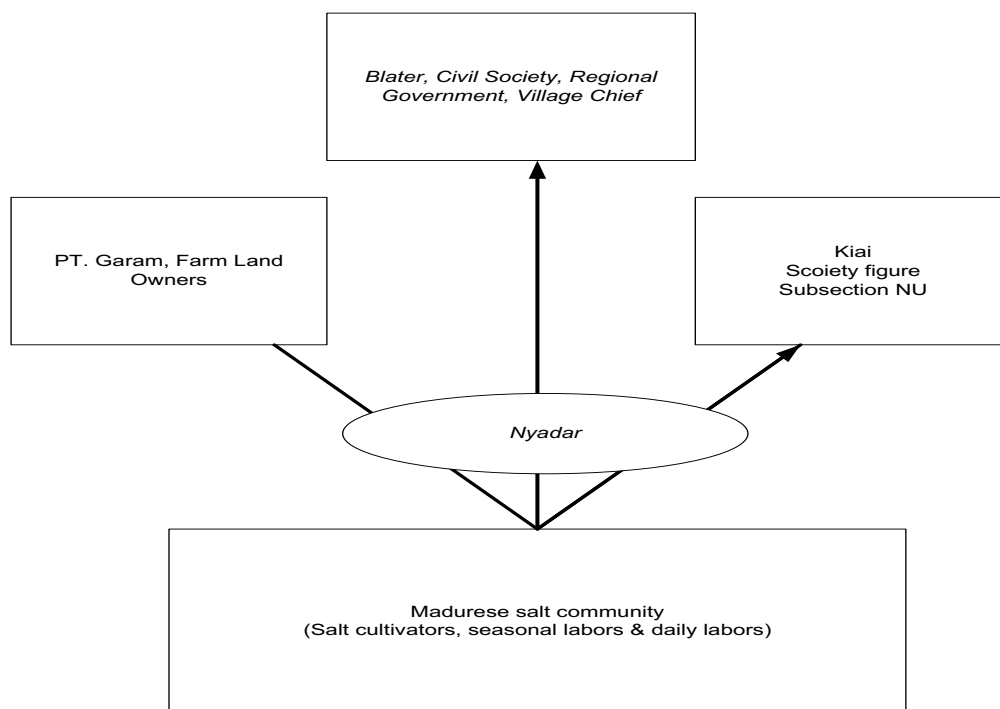 Blater, Civil Society, Regional
Government, Village Chief
PT. Garam, Farm Land
Owners
Kiai
Scoiety figure
Subsection NU
Nyadar
Madurese salt community
(Salt cultivators, seasonal labors & daily labors)